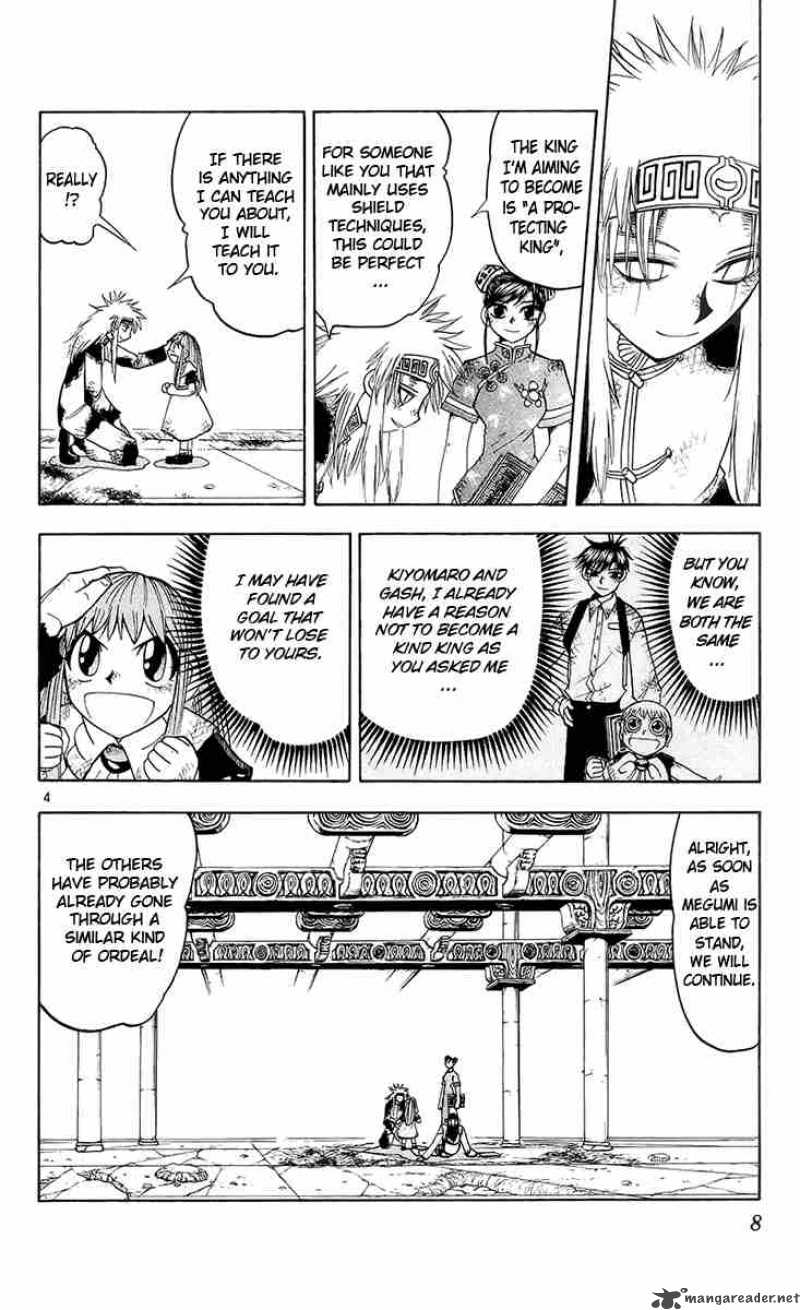 THE KING
I'M AIMING
TO BECOME
IS "A PRO-
TECTING
KING",
FOR SOMEONE
LIKE YOU THAT
MAINLY USES
SHIELD
TECHNIQUES,
THIS COULD
BE PERFECT
...
IF THERE
IS ANYTHING
I CAN TEACH
YOU ABOUT,
I WILL
TEACH IT
TO YOU.
REALLY
!?
BUT YOU
KNOW,
WE ARE
BOTH THE
SAME
...
KIYOMARO AND
GASH, I ALREADY
HAVE A REASON
NOT TO BECOME A
KIND KING AS
YOU ASKED ME
...
I MAY HAVE
FOUND A
GOAL THAT
WON'T LOSE
TO YOURS.
4
ALRIGHT,
AS SOON
AS
MEGUMI IS
ABLE TO
STAND,
WE WILL
CONTINUE.
THE OTHERS
HAVE PROBABLY
ALREADY GONE
THROUGH A
SIMILAR KIND
OF ORDEAL!
8
mangareader.net